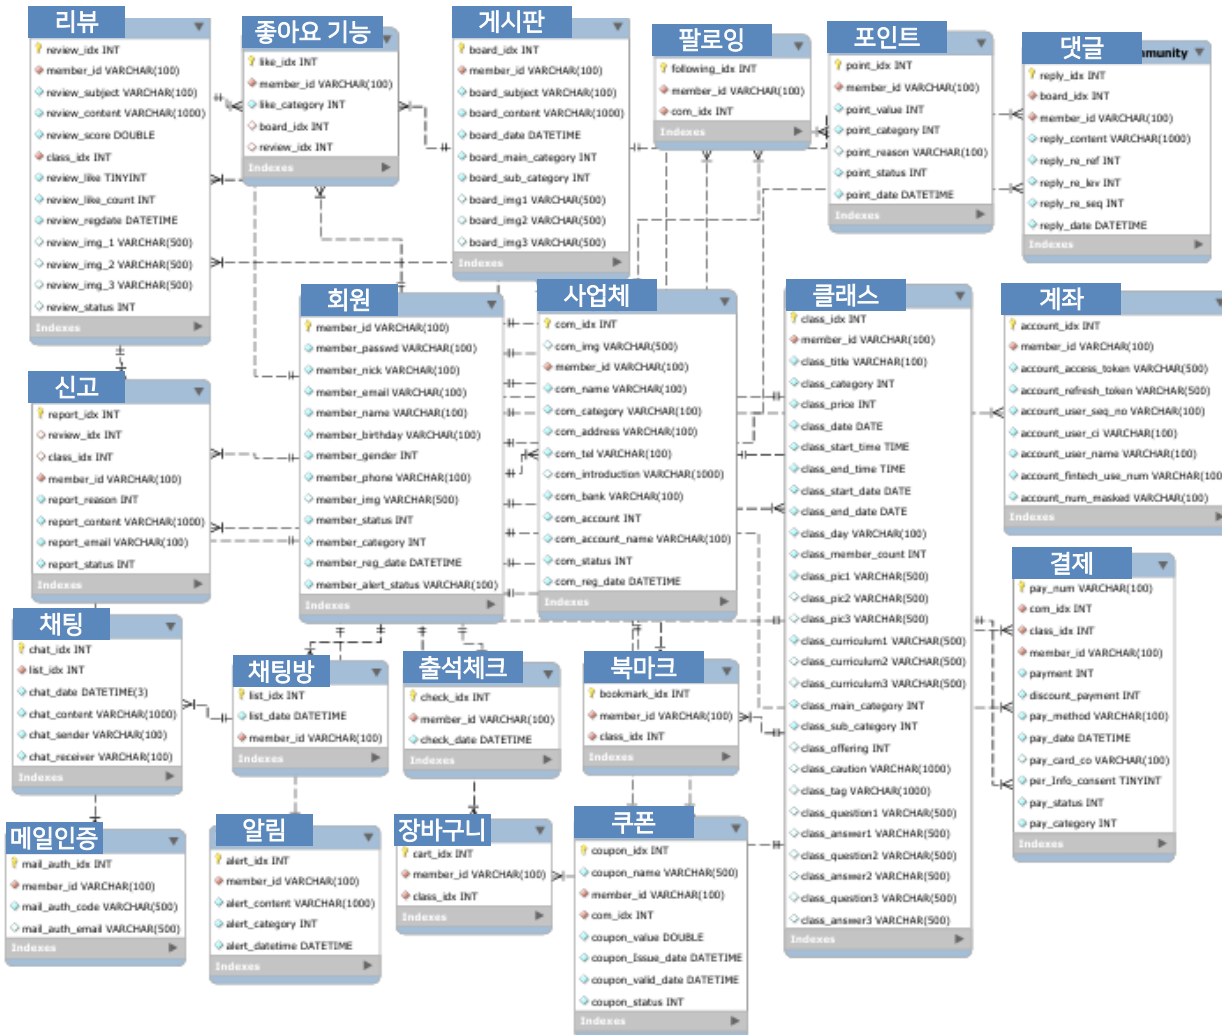 리뷰
review_idx INT
member_id VARCHAR(100)
review_subject VARCHAR(100)
review_content VARCHAR(1000)
review_score DOUBLE
class_idx INT
review_like TINYINT
review_like_count INT
review_regdate DATETIME
review_img_1 VARCHAR(500)
review_img_2 VARCHAR(500)
review_img_3 VARCHAR(500)
review_status INT
Indexes
좋아요 기능
like_idx INT
member_id VARCHAR(100)
like_category INT
board_idx INT
review_idx INT
Indexes
게시판
board_idx INT
member_id VARCHAR(100)
board_subject VARCHAR(100)
board_content VARCHAR(1000)
board_date DATETIME
board_main_category INT
board_sub_category INT
board_img1 VARCHAR(500)
board_img2 VARCHAR(500)
board_img3 VARCHAR(500)
Indexes
팔로잉
following_idx INT
member_id VARCHAR(100)
com_idx INT
Indexes
포인트
point_idx INT
member_id VARCHAR(100)
point_value INT
point_category INT
point_reason VARCHAR(100)
point_status INT
point_date DATETIME
Indexes
댓글
munity
reply_idx INT
board_idx INT
member_id VARCHAR(100)
reply_content VARCHAR(1000)
reply_re_ref INT
reply_re_lev INT
reply_re_seq INT
reply_date DATETIME
Indexes
회원
member_id VARCHAR(100)
member_passwd VARCHAR(100)
member_nick VARCHAR(100)
member_email VARCHAR(100)
member_name VARCHAR(100)
member_birthday VARCHAR(100)
member_gender INT
member_phone VARCHAR(100)
member_img VARCHAR(500)
member_status INT
member_category INT
member_reg_date DATETIME
member_alert_status VARCHAR(100)
Indexes
사업체
com_idx INT
com_img VARCHAR(500)
member_id VARCHAR(100)
com_name VARCHAR(100)
com_category VARCHAR(100)
com_address VARCHAR(100)
com_tel VARCHAR(100)
com_introduction VARCHAR(1000)
com_bank VARCHAR(100)
com_account INT
com_account_name VARCHAR(100)
com_status INT
com_reg_date DATETIME
Indexes
클래스
class_idx INT
member_id VARCHAR(100)
class_title VARCHAR(100)
class_category INT
class_price INT
class_date DATE
class_start_time TIME
class_end_time TIME
class_start_date DATE
class_end_date DATE
class_day VARCHAR(100)
class_member_count INT
class_pic1 VARCHAR(500)
class_pic2 VARCHAR(500)
class_pic3 VARCHAR(500)
class_curriculum1 VARCHAR(500)
class_curriculum2 VARCHAR(500)
class_curriculum3 VARCHAR(500)
class_main_category INT
class_sub_category INT
class_offering INT
class_caution VARCHAR(1000)
class_tag VARCHAR(1000)
class_question1 VARCHAR(500)
class_answer1 VARCHAR(500)
class_question2 VARCHAR(500)
class_answer2 VARCHAR(500)
class_question3 VARCHAR(500)
class_answer3 VARCHAR(500)
Indexes
계좌
account_idx INT
member_id VARCHAR(100)
account_access_token VARCHAR(500)
account_refresh_token VARCHAR(500)
account_user_seq_no VARCHAR(100)
account_user_ci VARCHAR(100)
account_user_name VARCHAR(100)
account_fintech_use_num VARCHAR(100
account_num_masked VARCHAR(100)
Indexes
신고
report_idx INT
review_idx INT
class_idx INT
member_id VARCHAR(100)
report_reason INT
report_content VARCHAR(1000)
report_email VARCHAR(100)
report_status INT
Indexes
결제
pay_num VARCHAR(100)
com_idx INT
class_idx INT
member_id VARCHAR(100)
payment INT
discount_payment INT
pay_method VARCHAR(100)
pay_date DATETIME
pay_card_co VARCHAR(100)
per_Info_consent TINYINT
pay_status INT
pay_category INT
Indexes
채팅
chat_idx INT
list_idx INT
chat_date DATETIME(3)
chat_content VARCHAR(1000)
chat_sender VARCHAR(100)
chat_receiver VARCHAR(100)
Indexes
채팅방
list_idx INT
list_date DATETIME
member_id VARCHAR(100)
Indexes
출석체크
check_idx INT
member_id VARCHAR(100)
check_date DATETIME
Indexes
북마크
bookmark_idx INT
member_id VARCHAR(100)
class_idx INT
Indexes
메일인증
mail_auth_idx INT
member_id VARCHAR(100)
mail_auth_code VARCHAR(500)
mail_auth_email VARCHAR(500)
Indexes
알림
alert_idx INT
member_id VARCHAR(100)
alert_content VARCHAR(1000)
alert_category INT
alert_datetime DATETIME
Indexes
장바구니
cart_idx INT
member_id VARCHAR(100)
class_idx INT
Indexes
쿠폰
coupon_idx INT
coupon_name VARCHAR(500)
member_id VARCHAR(100)
com_idx INT
coupon_value DOUBLE
coupon_Issue_date DATETIME
coupon_valid_date DATETIME
coupon_status INT
Indexes